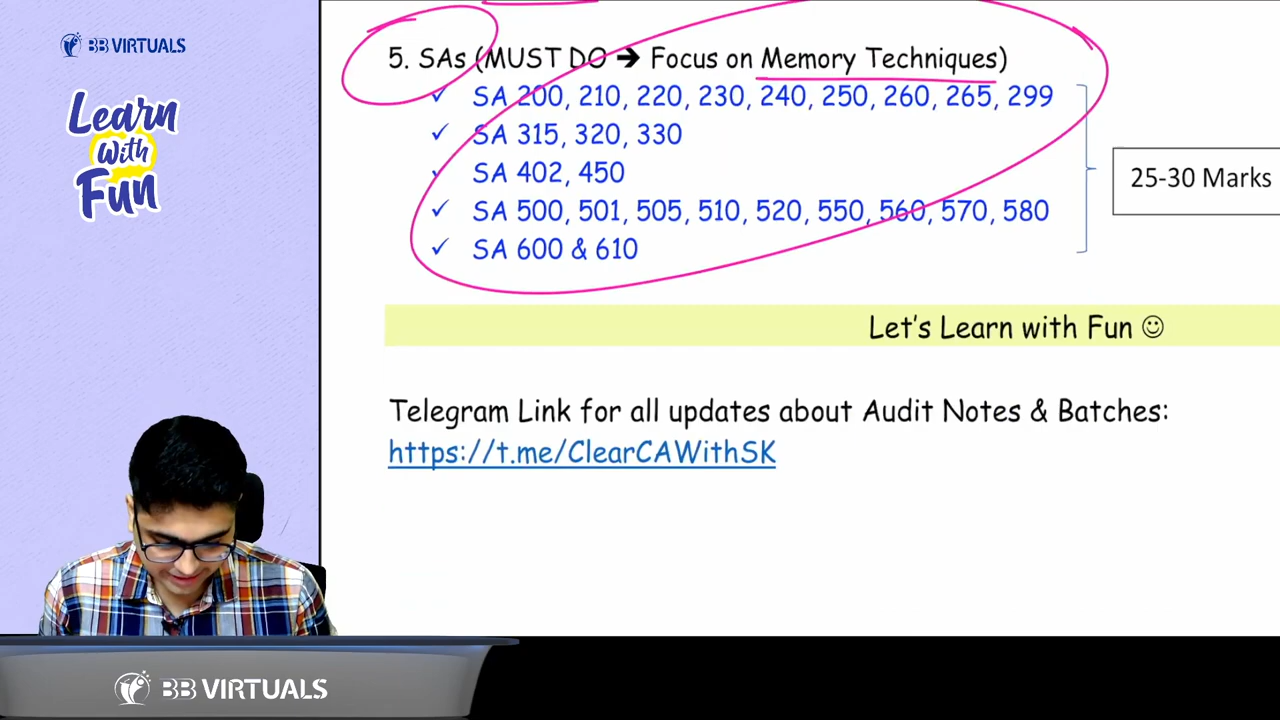 BB VIRTUALS
Learn
with
Fun
5. SAs (MUST DO ➔ Focus on Memory Techniques)
✓ SA 200, 210, 220, 230, 240, 250, 260, 265, 299
✓ SA 315, 320, 330
✓ SA 402, 450
✓ SA 500, 501, 505, 510, 520, 550, 560, 570, 580
✓ SA 600 & 610
25-30 Marks
Let's Learn with Fun ☺
Telegram Link for all updates about Audit Notes & Batches:
https://t.me/ClearCAWithSK
BB VIRTUALS